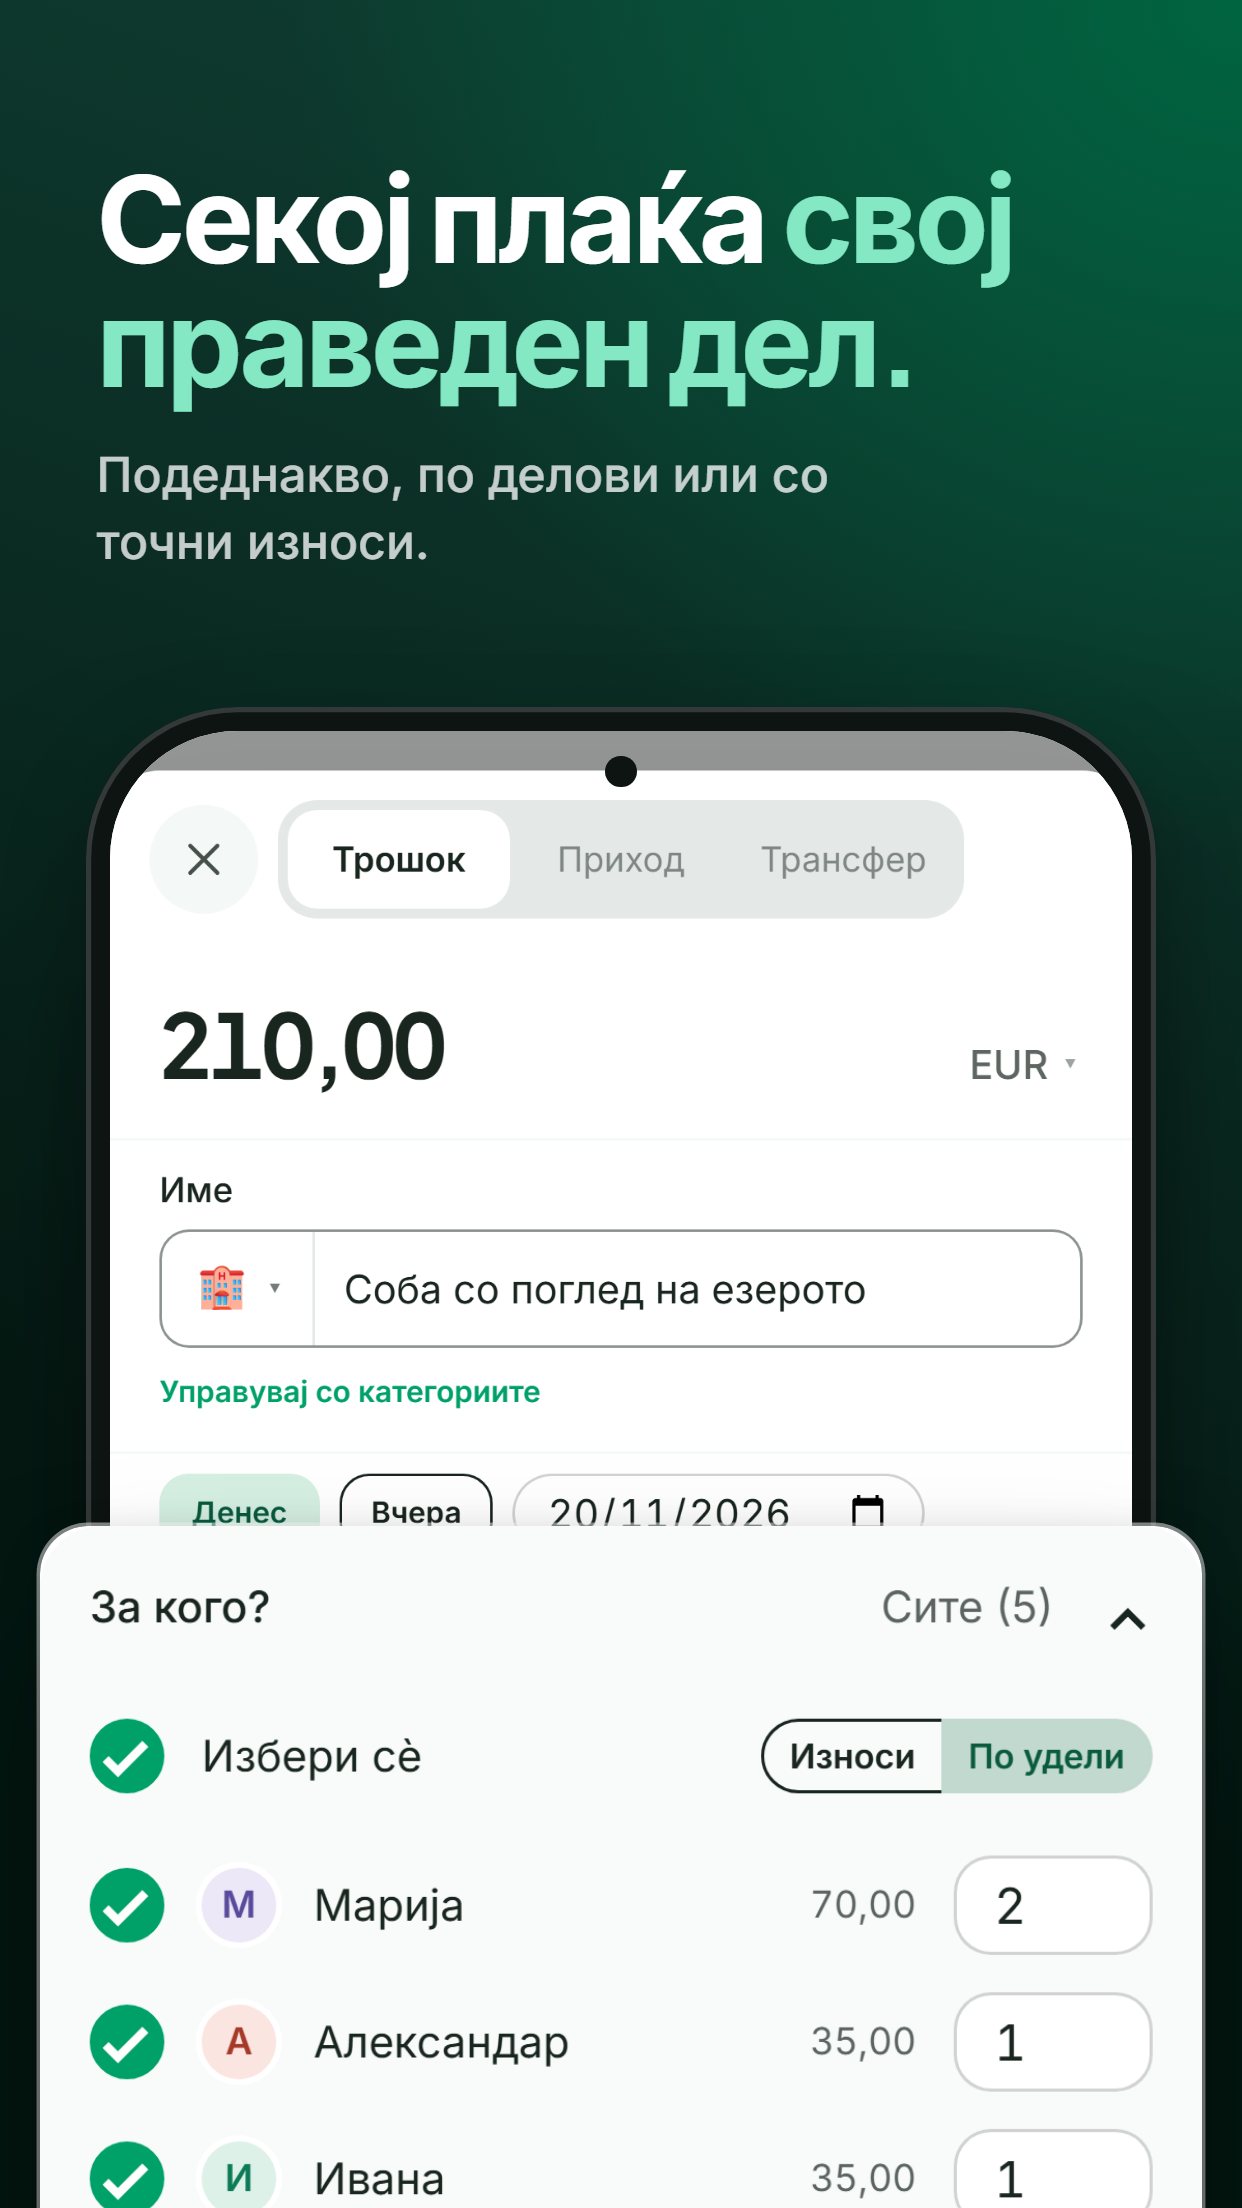 Секој плаќа свој
праведен дел.
Подеднакво, по делови или со
точни износи.
Трошок Приход Трансфер
210,00 EUR
Име
Соба со поглед на езерото
Управувај со категориите
Денес Вчера 20/11/2026
За кого? Сите (5)
Избери сѐ Износи По удели
М Марија 70,00 2
А Александар 35,00 1
И Ивана 35,00 1